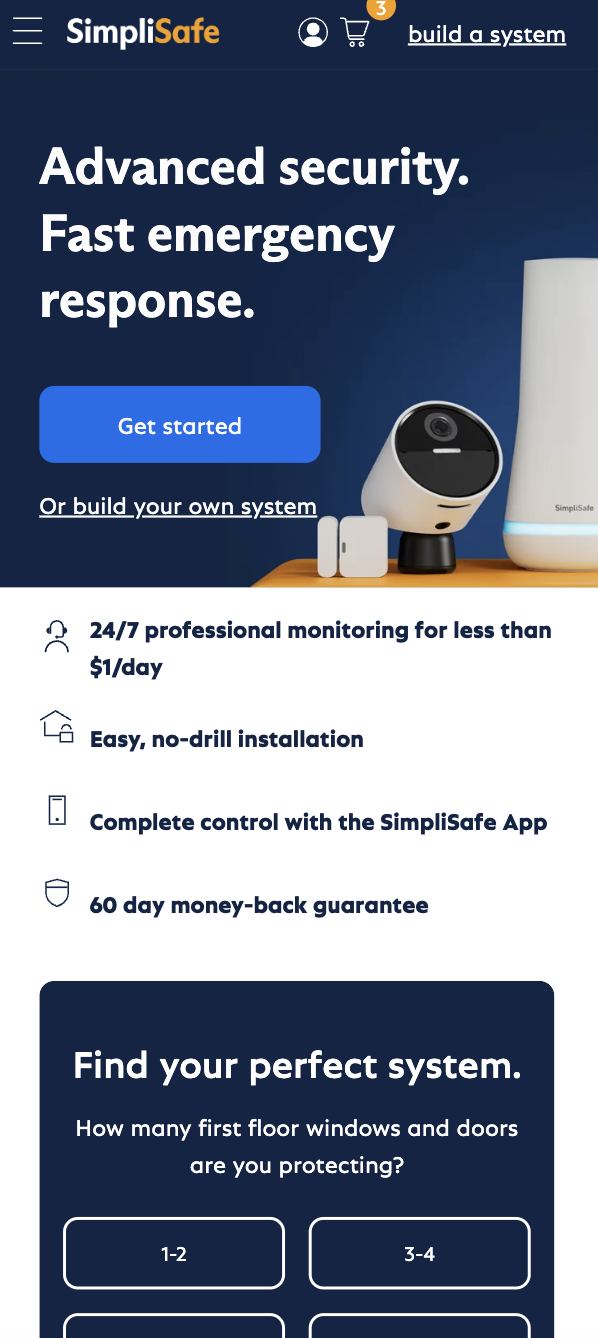 SimpliSafe
3
build a system
Advanced security.
Fast emergency
response.
Get started
Or build your own system
SimpliSafe
24/7 professional monitoring for less than
$1/day
Easy, no-drill installation
Complete control with the SimpliSafe App
60 day money-back guarantee
Find your perfect system.
How many first floor windows and doors
are you protecting?
1-2
3-4